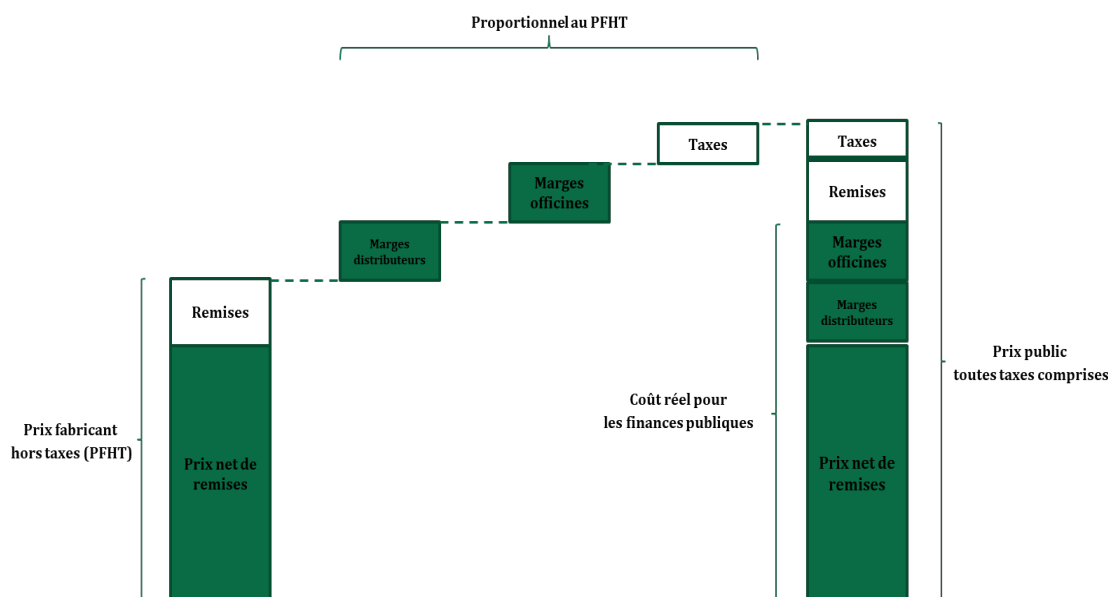 Proportionnel au PFHT
Taxes
Taxes
Marges
officines
Remises
Marges
distributeurs
Marges
officines
Remises
Marges
distributeurs
Prix public
toutes taxes comprises
Coût réel pour
les finances publiques
Prix fabricant
hors taxes (PFHT)
Prix net de
remises
Prix net de
remises